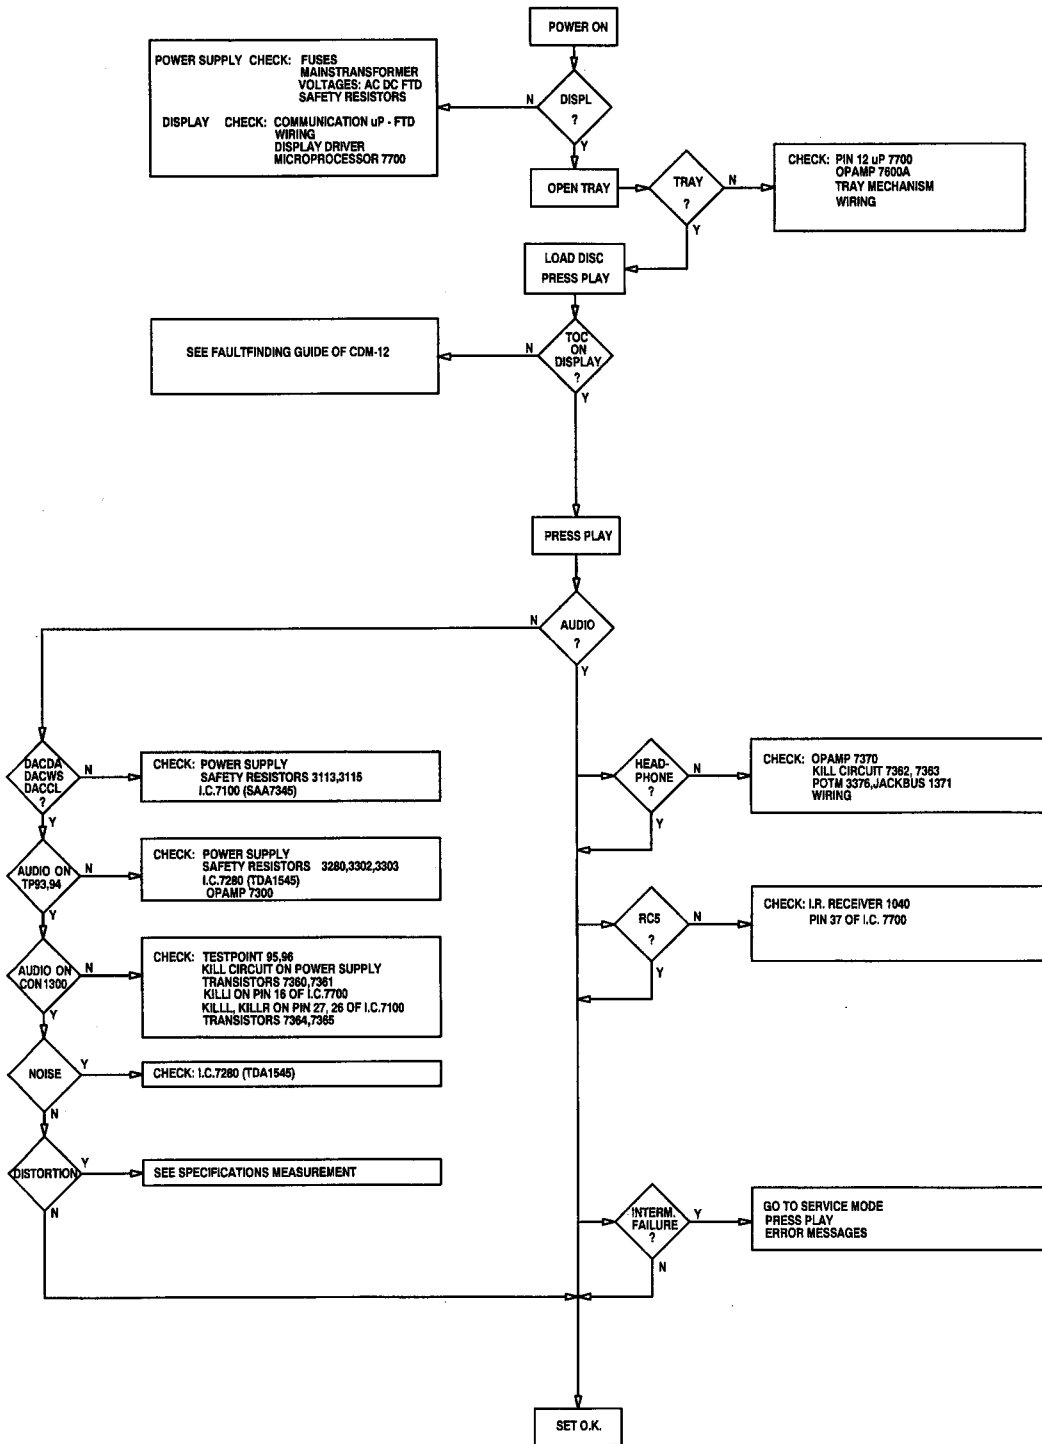 POWER ON
POWER SUPPLY CHECK: FUSES
MAINSTRANSFORMER
VOLTAGES: AC DC FTD
SAFETY RESISTORS
DISPLAY CHECK: COMMUNICATION uP - FTD
WIRING
DISPLAY DRIVER
MICROPROCESSOR 7700
N
DISPL
?
Y
OPEN TRAY
TRAY
?
N
Y
CHECK: PIN 12 uP 7700
OPAMP 7600A
TRAY MECHANISM
WIRING
LOAD DISC
PRESS PLAY
SEE FAULTFINDING GUIDE OF CDM-12
N
TOC
ON
DISPLAY
?
Y
PRESS PLAY
N
AUDIO
?
Y
DACDA
DACWS
DACCL
?
N
Y
CHECK: POWER SUPPLY
SAFETY RESISTORS 3113,3115
I.C.7100 (SAA7345)
HEAD-
PHONE
?
N
Y
CHECK: OPAMP 7370
KILL CIRCUIT 7362, 7363
POTM 3376,JACKBUS 1371
WIRING
AUDIO ON
TP93,94
N
Y
CHECK: POWER SUPPLY
SAFETY RESISTORS 3280,3302,3303
I.C.7280 (TDA1545)
OPAMP 7300
RC5
?
N
Y
CHECK: I.R. RECEIVER 1040
PIN 37 OF I.C. 7700
AUDIO ON
CON1300
N
Y
CHECK: TESTPOINT 95,96
KILL CIRCUIT ON POWER SUPPLY
TRANSISTORS 7360,7361
KILLI ON PIN 16 OF I.C.7700
KILLL, KILLR ON PIN 27, 26 OF I.C.7100
TRANSISTORS 7364,7365
NOISE
Y
N
CHECK: I.C.7280 (TDA1545)
DISTORTION
Y
N
SEE SPECIFICATIONS MEASUREMENT
INTERM.
FAILURE
?
Y
N
GO TO SERVICE MODE
PRESS PLAY
ERROR MESSAGES
SET O.K.